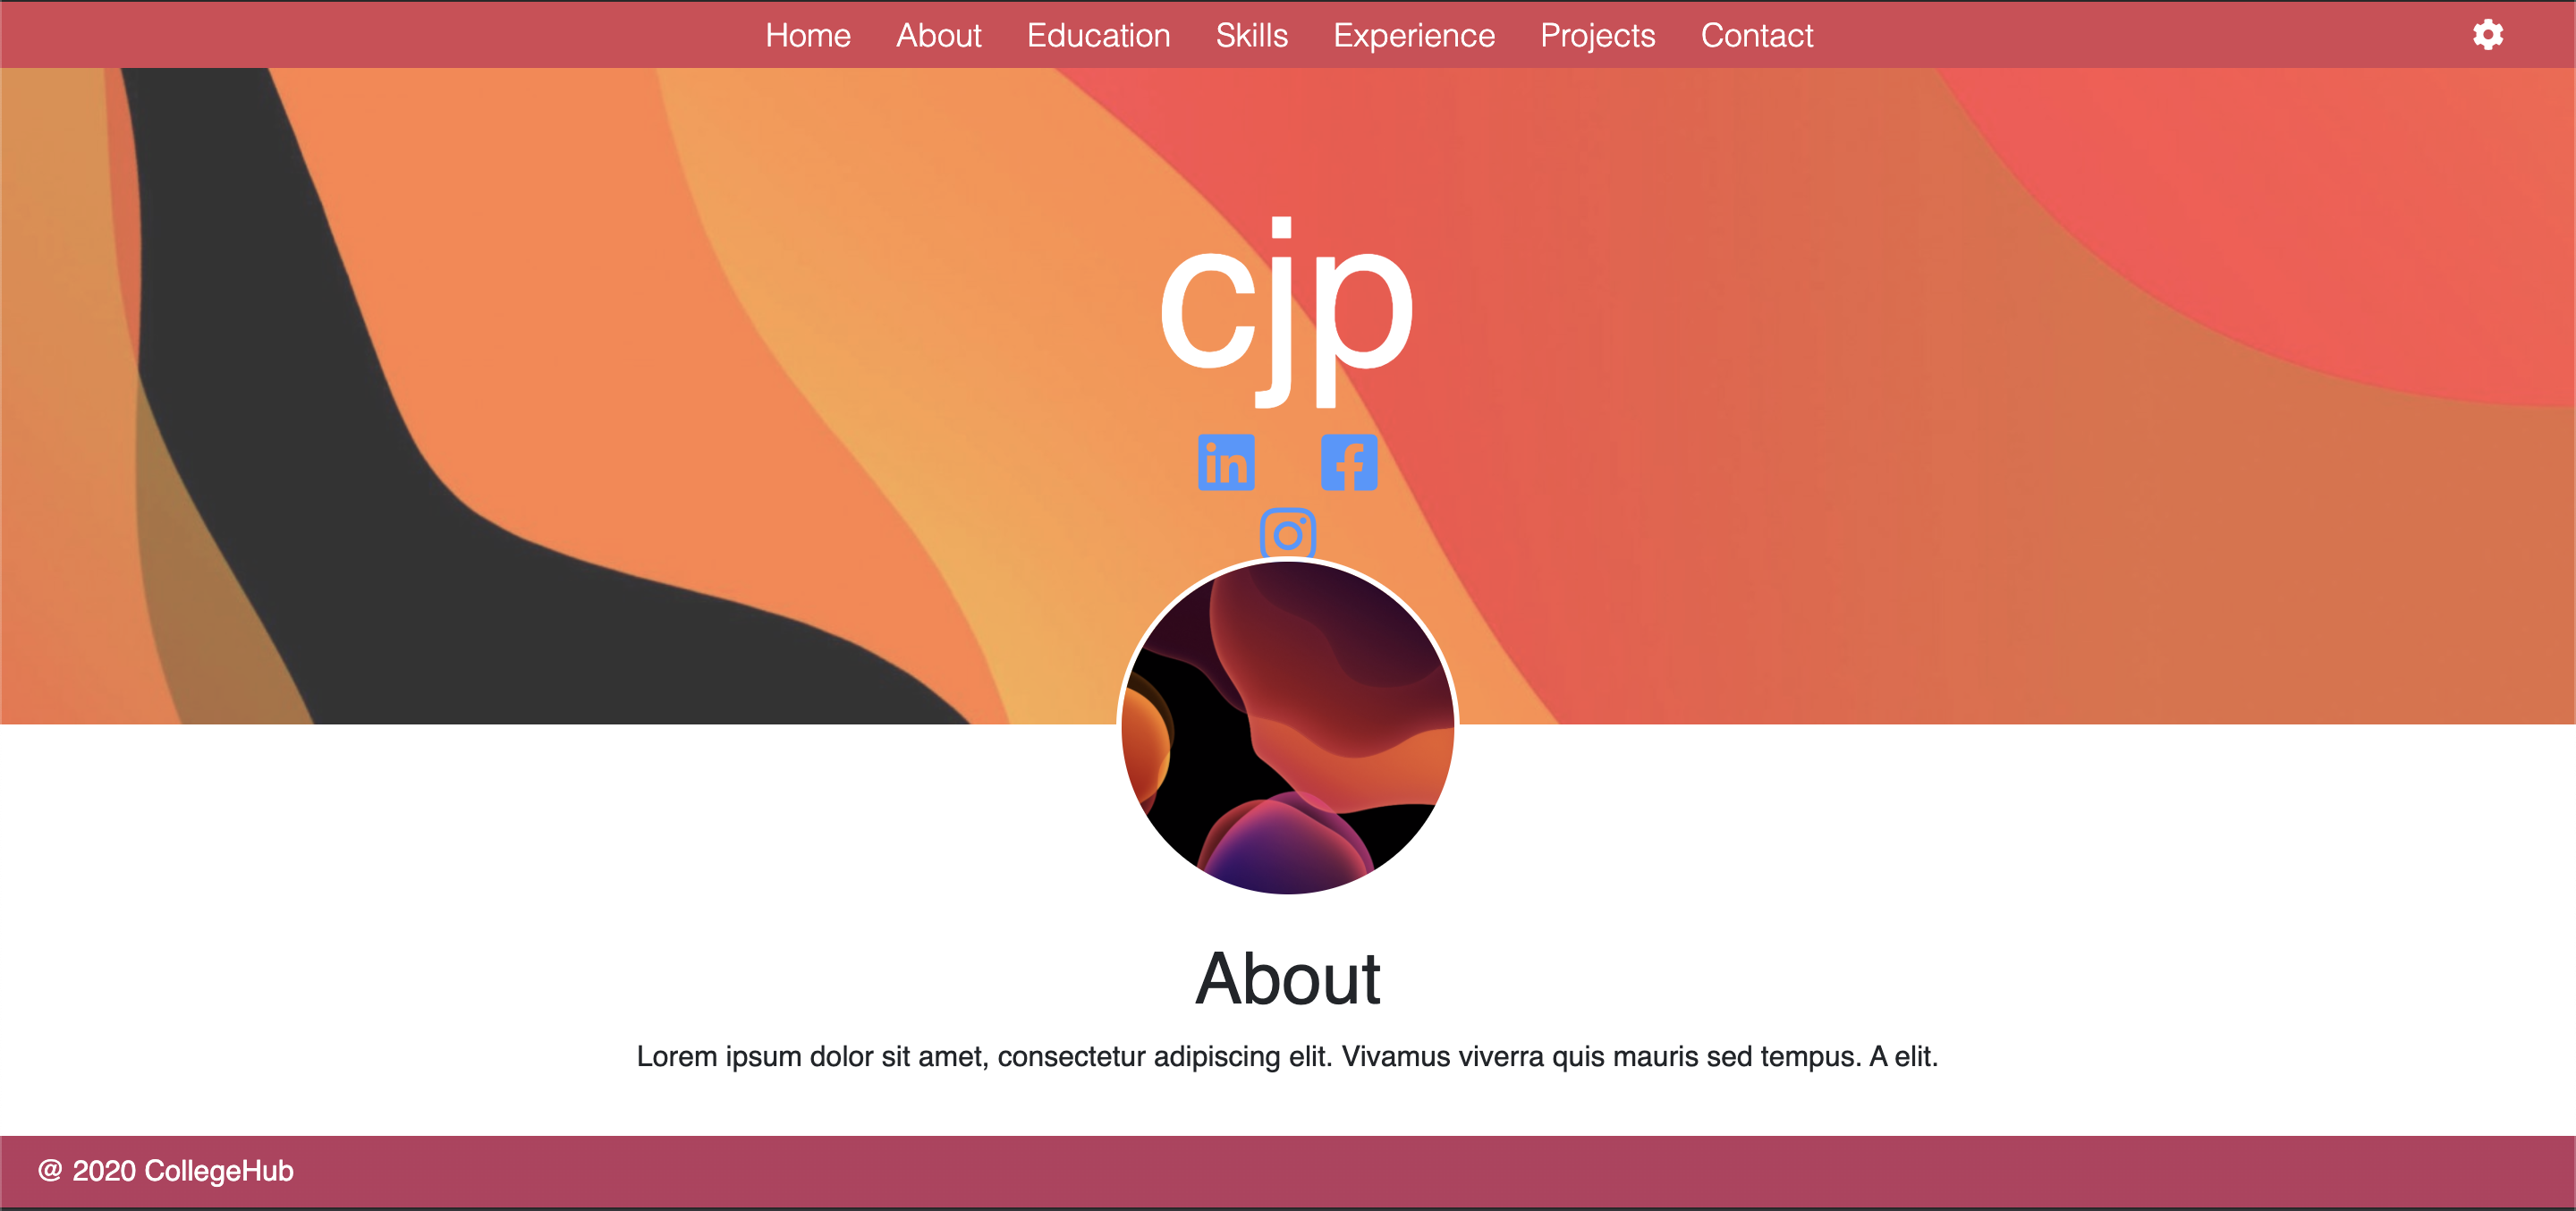 Home About Education Skills Experience Projects Contact
cjp
in f
About
Lorem ipsum dolor sit amet, consectetur adipiscing elit. Vivamus viverra quis mauris sed tempus. A elit.
@ 2020 CollegeHub